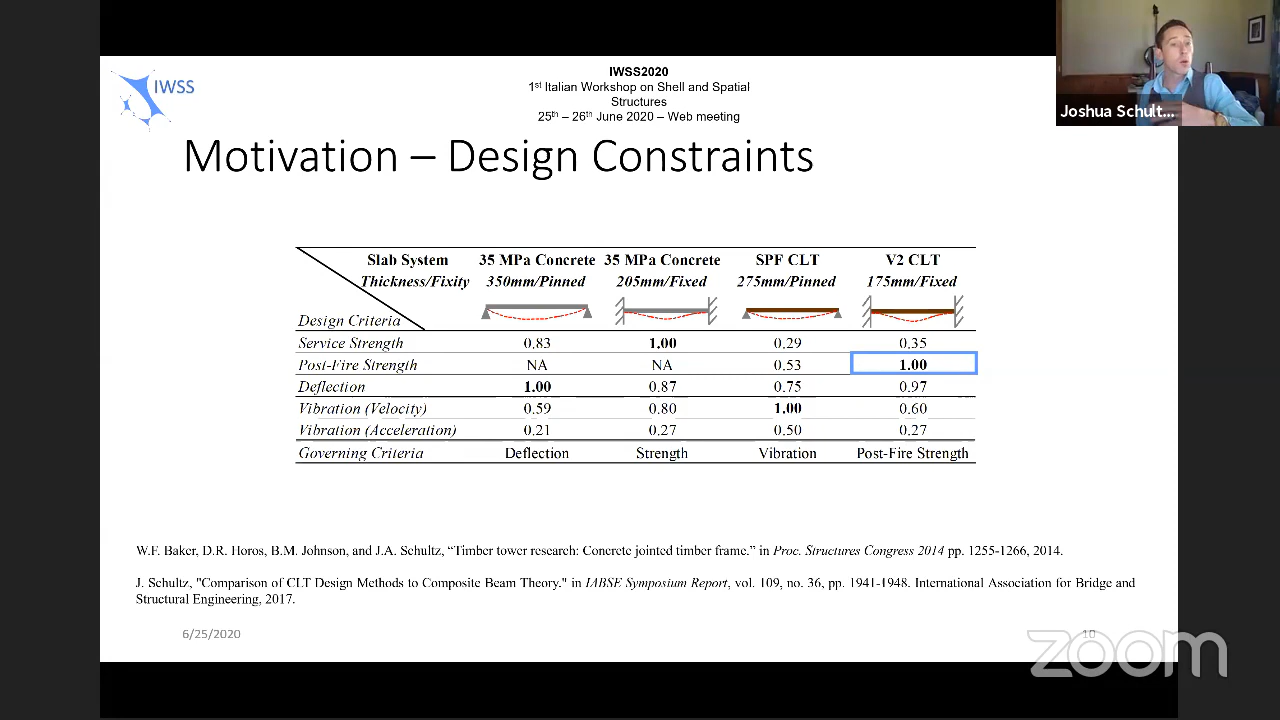 IWSS
IWSS2020
1st Italian Workshop on Shell and Spatial
Structures
25th – 26th June 2020 – Web meeting
Joshua Schult...
Motivation – Design Constraints
Slab System 35 MPa Concrete 35 MPa Concrete SPF CLT V2 CLT
Thickness/Fixity 350mm/Pinned 205mm/Fixed 275mm/Pinned 175mm/Fixed
Design Criteria
Service Strength 0.83 1.00 0.29 0.35
Post-Fire Strength NA NA 0.53 1.00
Deflection 1.00 0.87 0.75 0.97
Vibration (Velocity) 0.59 0.80 1.00 0.60
Vibration (Acceleration) 0.21 0.27 0.50 0.27
Governing Criteria Deflection Strength Vibration Post-Fire Strength
W.F. Baker, D.R. Horos, B.M. Johnson, and J.A. Schultz, “Timber tower research: Concrete jointed timber frame.” in Proc. Structures Congress 2014 pp. 1255-1266, 2014.
J. Schultz, "Comparison of CLT Design Methods to Composite Beam Theory." in IABSE Symposium Report, vol. 109, no. 36, pp. 1941-1948. International Association for Bridge and
Structural Engineering, 2017.
6/25/2020
10
zoom